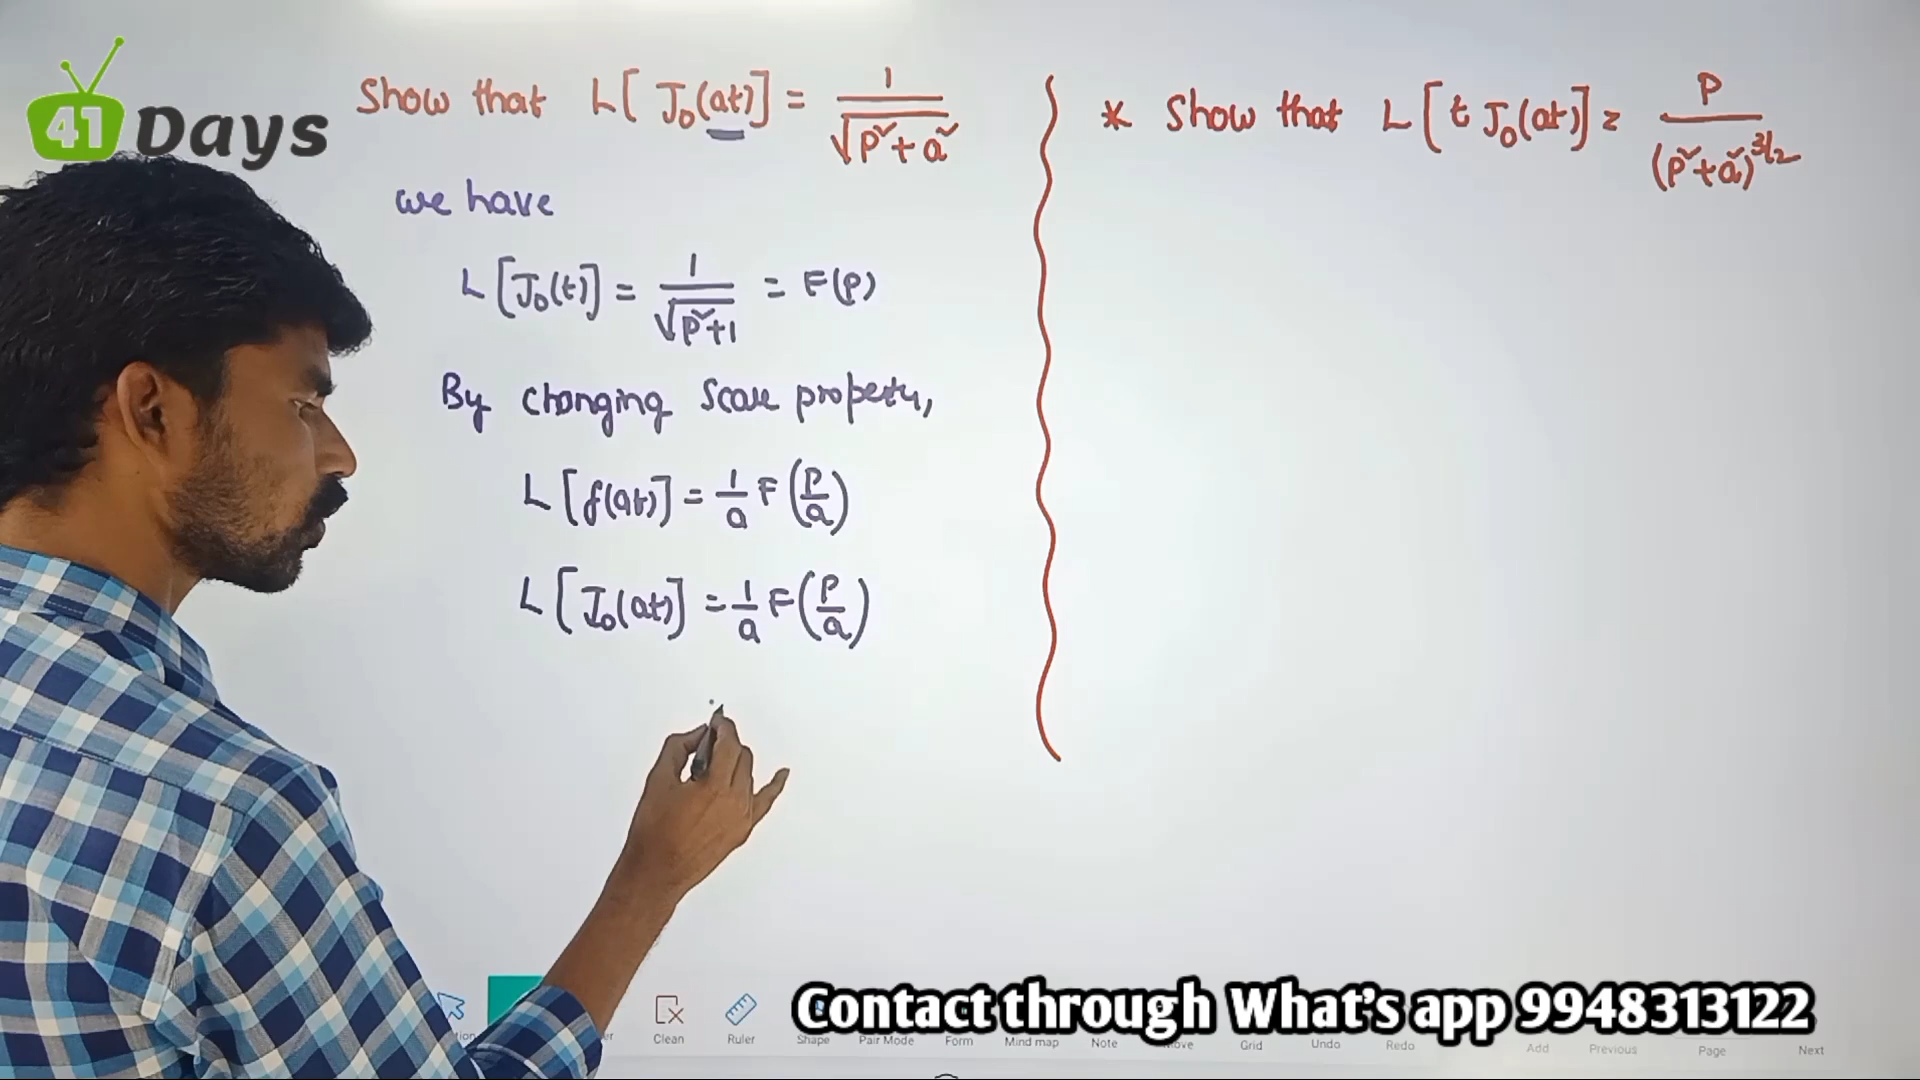 41 Days
Show that L[J₀(at)] = 1/√(p²+a²)
we have
L[J₀(t)] = 1/√(p²+1) = F(p)
By changing scale property,
L[f(at)] = 1/a F(p/a)
L[J₀(at)] = 1/a F(p/a)
* Show that L[t J₀(at)] = p/(p²+a²)^3/2
Clean
Ruler
Shape
Pair Mode
Form
Mind map
Note
Grid
Undo
Redo
Add
Previous
Page
Next
Contact through What's app 9948313122